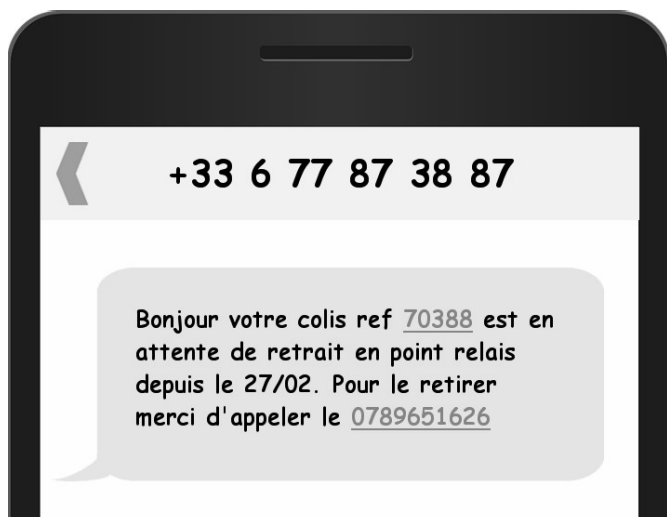 +33 6 77 87 38 87
Bonjour votre colis ref 70388 est en
attente de retrait en point relais
depuis le 27/02. Pour le retirer
merci d'appeler le 0789651626